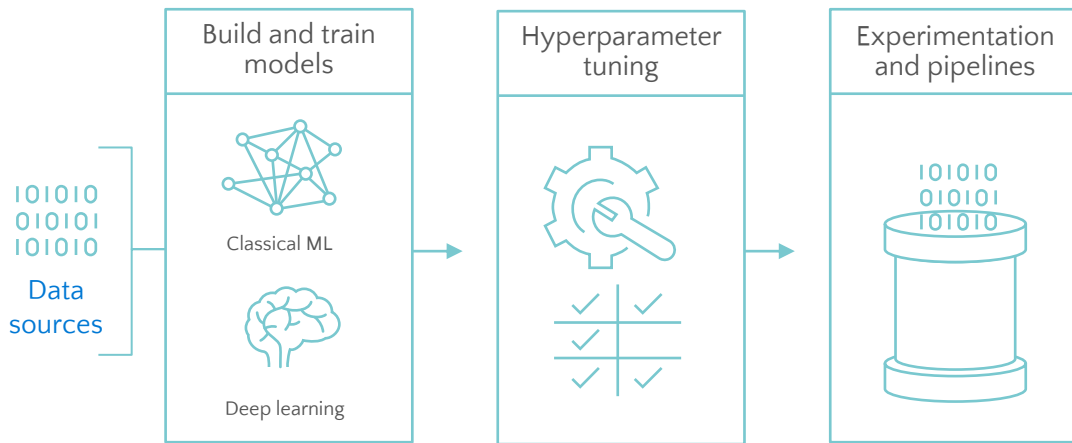 101010
010101
101010
Data
sources
Build and train
models
Classical ML
Deep learning
Hyperparameter
tuning
Experimentation
and pipelines
101010
010101
101010